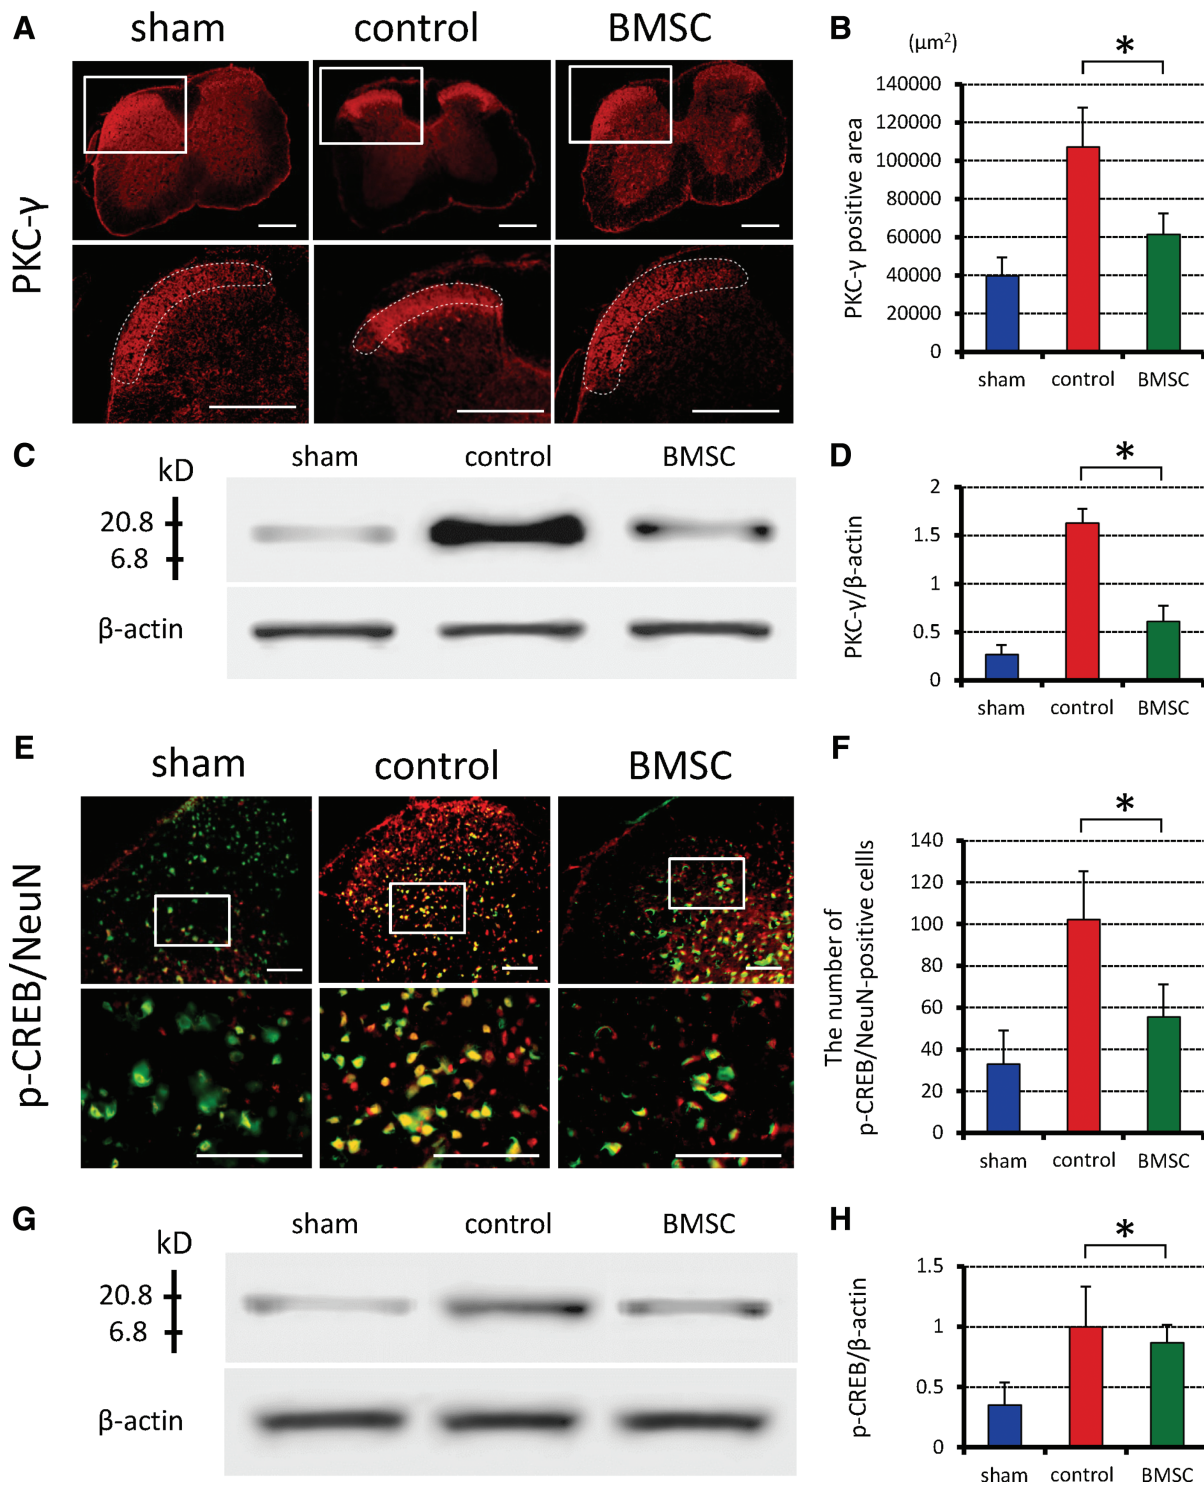 A
sham
control
BMSC
PKC-γ
B
(μm²)
*
140000
120000
100000
80000
60000
40000
20000
0
PKC-γ positive area
sham
control
BMSC
C
kD
sham
control
BMSC
20.8
6.8
β-actin
D
*
2
1.5
1
0.5
0
PKC-γ/β-actin
sham
control
BMSC
E
sham
control
BMSC
p-CREB/NeuN
F
*
140
120
100
80
60
40
20
0
The number of
p-CREB/NeuN-positive cellls
sham
control
BMSC
G
kD
sham
control
BMSC
20.8
6.8
β-actin
H
*
1.5
1
0.5
0
p-CREB/β-actin
sham
control
BMSC